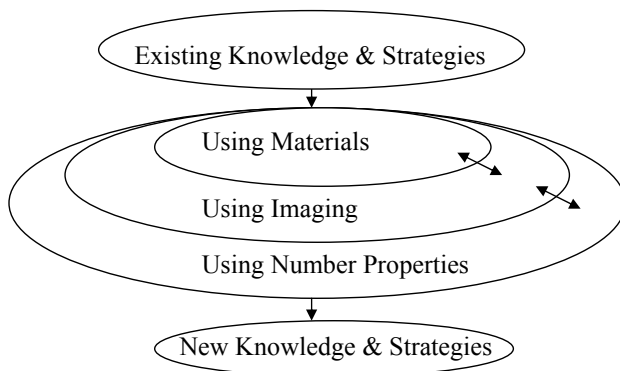 Existing Knowledge & Strategies
Using Materials
Using Imaging
Using Number Properties
New Knowledge & Strategies